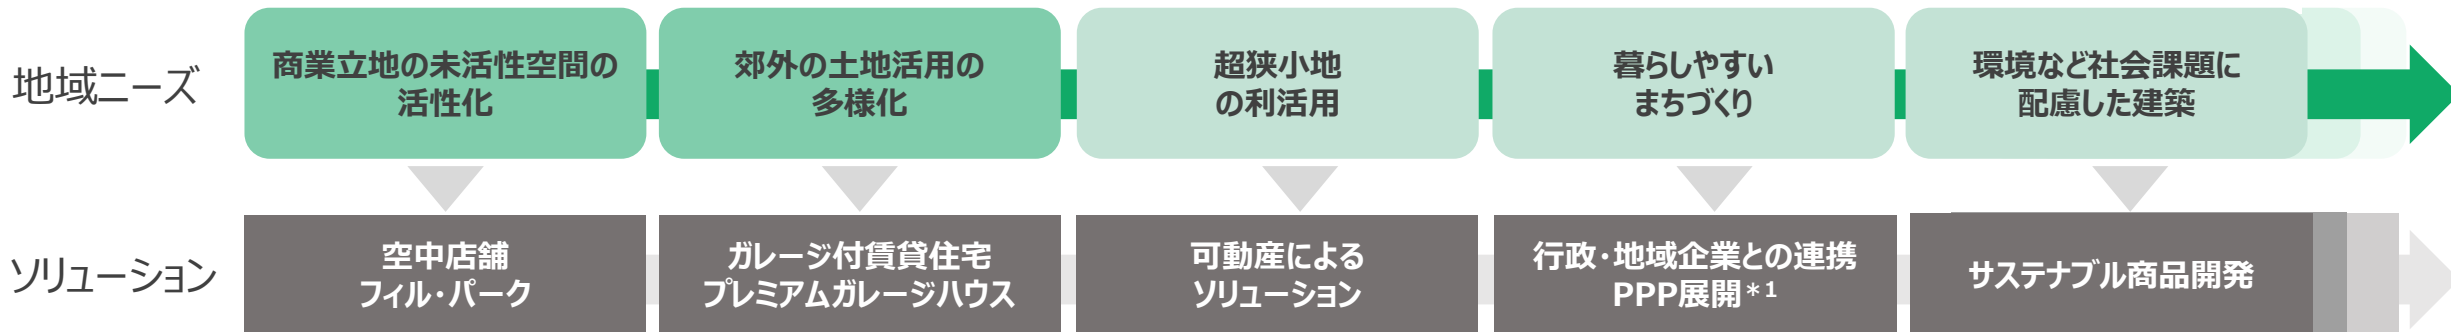 地域ニーズ
商業立地の未活性空間の
活性化
郊外の土地活用の
多様化
超狭小地
の利活用
暮らしやすい
まちづくり
環境など社会課題に
配慮した建築
ソリューション
空中店舗
フィル・パーク
ガレージ付賃貸住宅
プレミアムガレージハウス
可動産による
ソリューション
行政・地域企業との連携
PPP展開＊1
サステナブル商品開発